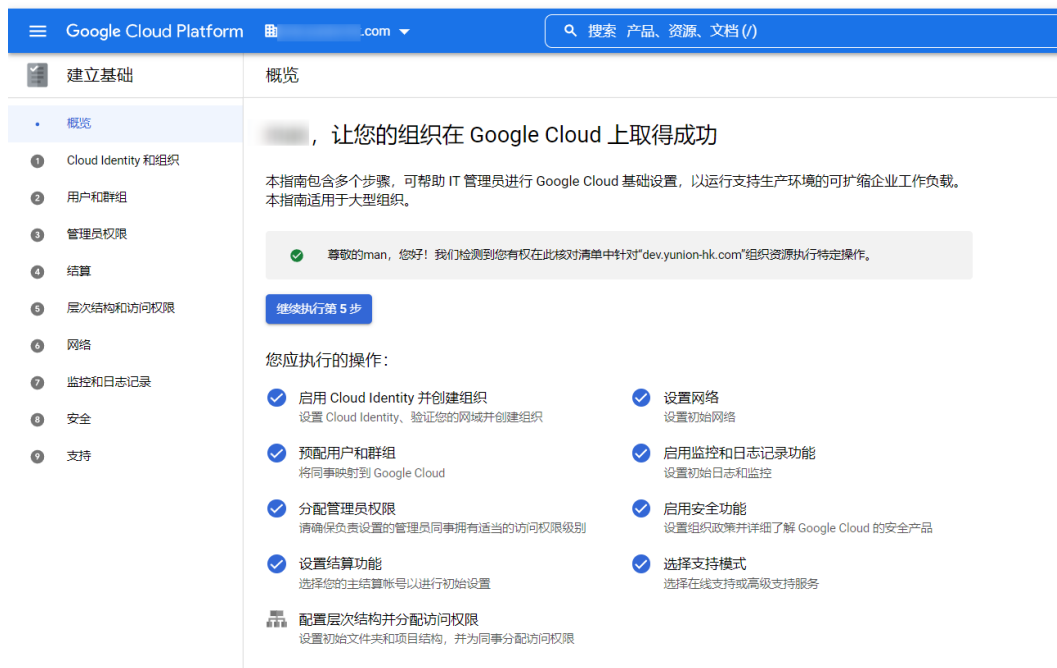 Google Cloud Platform
.com
搜索 产品、资源、文档 (/)
建立基础
概览
概览
1 Cloud Identity 和组织
2 用户和群组
3 管理员权限
4 结算
5 层次结构和访问权限
6 网络
7 监控和日志记录
8 安全
9 支持
，让您的组织在 Google Cloud 上取得成功
本指南包含多个步骤，可帮助 IT 管理员进行 Google Cloud 基础设置，以运行支持生产环境的可扩缩企业工作负载。
本指南适用于大型组织。
尊敬的man，您好！我们检测到您有权在此核对清单中针对“dev.yunion-hk.com”组织资源执行特定操作。
继续执行第 5 步
您应执行的操作：
启用 Cloud Identity 并创建组织
设置 Cloud Identity、验证您的网域并创建组织
预配用户和群组
将同事映射到 Google Cloud
分配管理员权限
请确保负责设置的管理员同事拥有适当的访问权限级别
设置结算功能
选择您的主结算帐号以进行初始设置
配置层次结构并分配访问权限
设置初始文件夹和项目结构，并为同事分配访问权限
设置网络
设置初始网络
启用监控和日志记录功能
设置初始日志和监控
启用安全功能
设置组织政策并详细了解 Google Cloud 的安全产品
选择支持模式
选择在线支持或高级支持服务